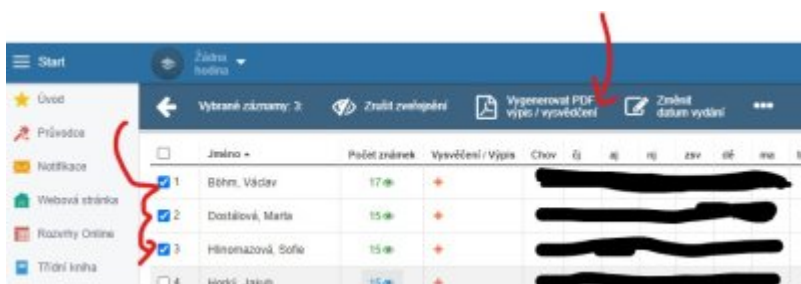 Start
Žádná
hodina
Úvod
Vybrané záznamy: 3:
Zrušit zveřejnění
Vygenerovat PDF
výpis / vysvědčení
Změnit
datum vydání
•••
Průvodce
Notifikace
Webová stránka
Rozvrhy Online
Třídní kniha
Jméno
Počet známek
Vysvěčení / Výpis
Chov
čj
aj
nj
zsv
dě
ma
1
Böhm, Václav
17
2
Dostálová, Marta
15
3
Hlinomazová, Sofie
15
4
Horký, Jakub
15